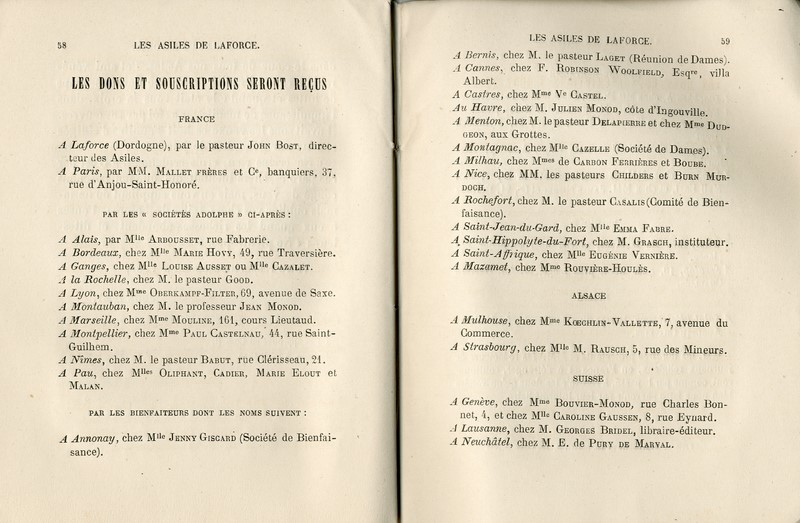 58
LES ASILES DE LAFORCE.
LES DONS ET SOUSCRIPTIONS SERONT REÇUS
FRANCE
A Laforce (Dordogne), par le pasteur JOHN BOST, direc-
teur des Asiles.
A Paris, par MM. MALLET FRÈRES et Cᵉ, banquiers, 37,
rue d'Anjou-Saint-Honoré.
PAR LES « SOCIÉTÉS ADOLPHE » CI-APRÈS :
A Alais, par Mˡˡᵉ ARBOUSSET, rue Fabrerie.
A Bordeaux, chez Mˡˡᵉ MARIE HOVY, 49, rue Traversière.
A Ganges, chez Mˡˡᵉ LOUISE AUSSET ou Mˡˡᵉ CAZALET.
A la Rochelle, chez M. le pasteur GOOD.
A Lyon, chez Mᵐᵉ OBERKAMPF-FILTER, 69, avenue de Saxe.
A Montauban, chez M. le professeur JEAN MONOD.
A Marseille, chez Mᵐᵉ MOULINE, 161, cours Lieutaud.
A Montpellier, chez Mᵐᵉ PAUL CASTELNAU, 44, rue Saint-
Guilhem.
A Nîmes, chez M. le pasteur BABUT, rue Clérisseau, 21.
A Pau, chez Mˡˡᵉˢ OLIPHANT, CADIER, MARIE ELOUT et
MALAN.
PAR LES BIENFAITEURS DONT LES NOMS SUIVENT :
A Annonay, chez Mˡˡᵉ JENNY GISCARD (Société de Bienfai-
sance).
LES ASILES DE LAFORCE.
59
A Bernis, chez M. le pasteur LAGET (Réunion de Dames).
A Cannes, chez F. ROBINSON WOOLFIELD, Esqʳᵉ, villa
Albert.
A Castres, chez Mᵐᵉ Vᵉ CASTEL.
Au Havre, chez M. JULIEN MONOD, côte d'Ingouville.
A Menton, chez M. le pasteur DELAPIERRE et chez Mᵐᵉ DUD-
GEON, aux Grottes.
A Montagnac, chez Mˡˡᵉ CAZELLE (Société de Dames).
A Milhau, chez Mᵐᵉˢ de CARBON FERRIÈRES et BOUBE.
A Nice, chez MM. les pasteurs CHILDERS et BURN MUR-
DOCH.
A Rochefort, chez M. le pasteur CASALIS (Comité de Bien-
faisance).
A Saint-Jean-du-Gard, chez Mˡˡᵉ EMMA FABRE.
A Saint-Hippolyte-du-Fort, chez M. GRASCH, instituteur.
A Saint-Affrique, chez Mˡˡᵉ EUGÉNIE VERNIÈRE.
A Mazamet, chez Mᵐᵉ ROUVIÈRE-HOULÈS.
ALSACE
A Mulhouse, chez Mᵐᵉ KŒCHLIN-VALLETTE, 7, avenue du
Commerce.
A Strasbourg, chez Mˡˡᵉ M. RAUSCH, 5, rue des Mineurs.
SUISSE
A Genève, chez Mᵐᵉ BOUVIER-MONOD, rue Charles Bon-
net, 4, et chez Mˡˡᵉ CAROLINE GAUSSEN, 8, rue Eynard.
A Lausanne, chez M. GEORGES BRIDEL, libraire-éditeur.
A Neuchâtel, chez M. E. de PURY DE MARVAL.